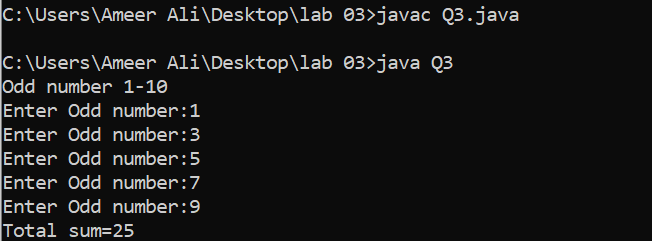 C:\Users\Ameer Ali\Desktop\lab 03>javac Q3.java
C:\Users\Ameer Ali\Desktop\lab 03>java Q3
Odd number 1-10
Enter Odd number:1
Enter Odd number:3
Enter Odd number:5
Enter Odd number:7
Enter Odd number:9
Total sum=25